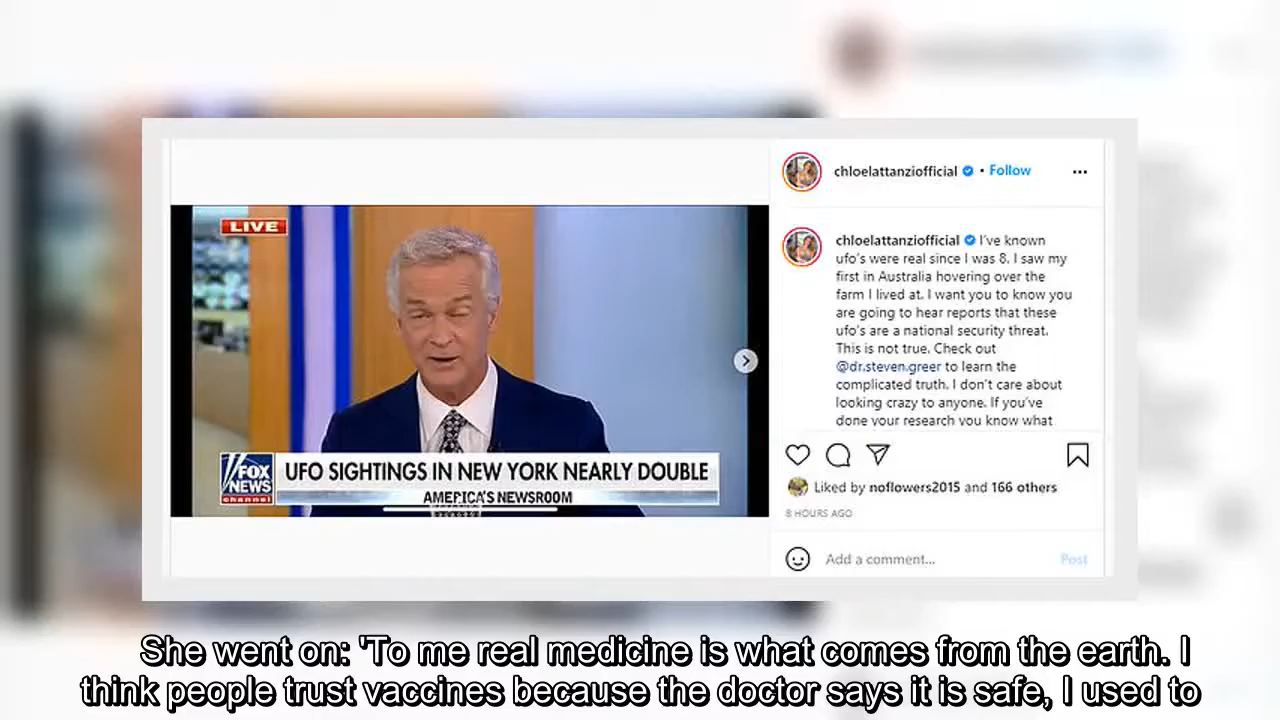 LIVE
FOX
NEWS
channel
UFO SIGHTINGS IN NEW YORK NEARLY DOUBLE
AMERICA'S NEWSROOM
chloelattanziofficial • Follow
chloelattanziofficial I've known
ufo's were real since I was 8. I saw my
first in Australia hovering over the
farm I lived at. I want you to know you
are going to hear reports that these
ufo's are a national security threat.
This is not true. Check out
@dr.steven.greer to learn the
complicated truth. I don't care about
looking crazy to anyone. If you've
done your research you know what
Liked by noflowers2015 and 166 others
8 HOURS AGO
Add a comment... Post
She went on: 'To me real medicine is what comes from the earth. I
think people trust vaccines because the doctor says it is safe, I used to